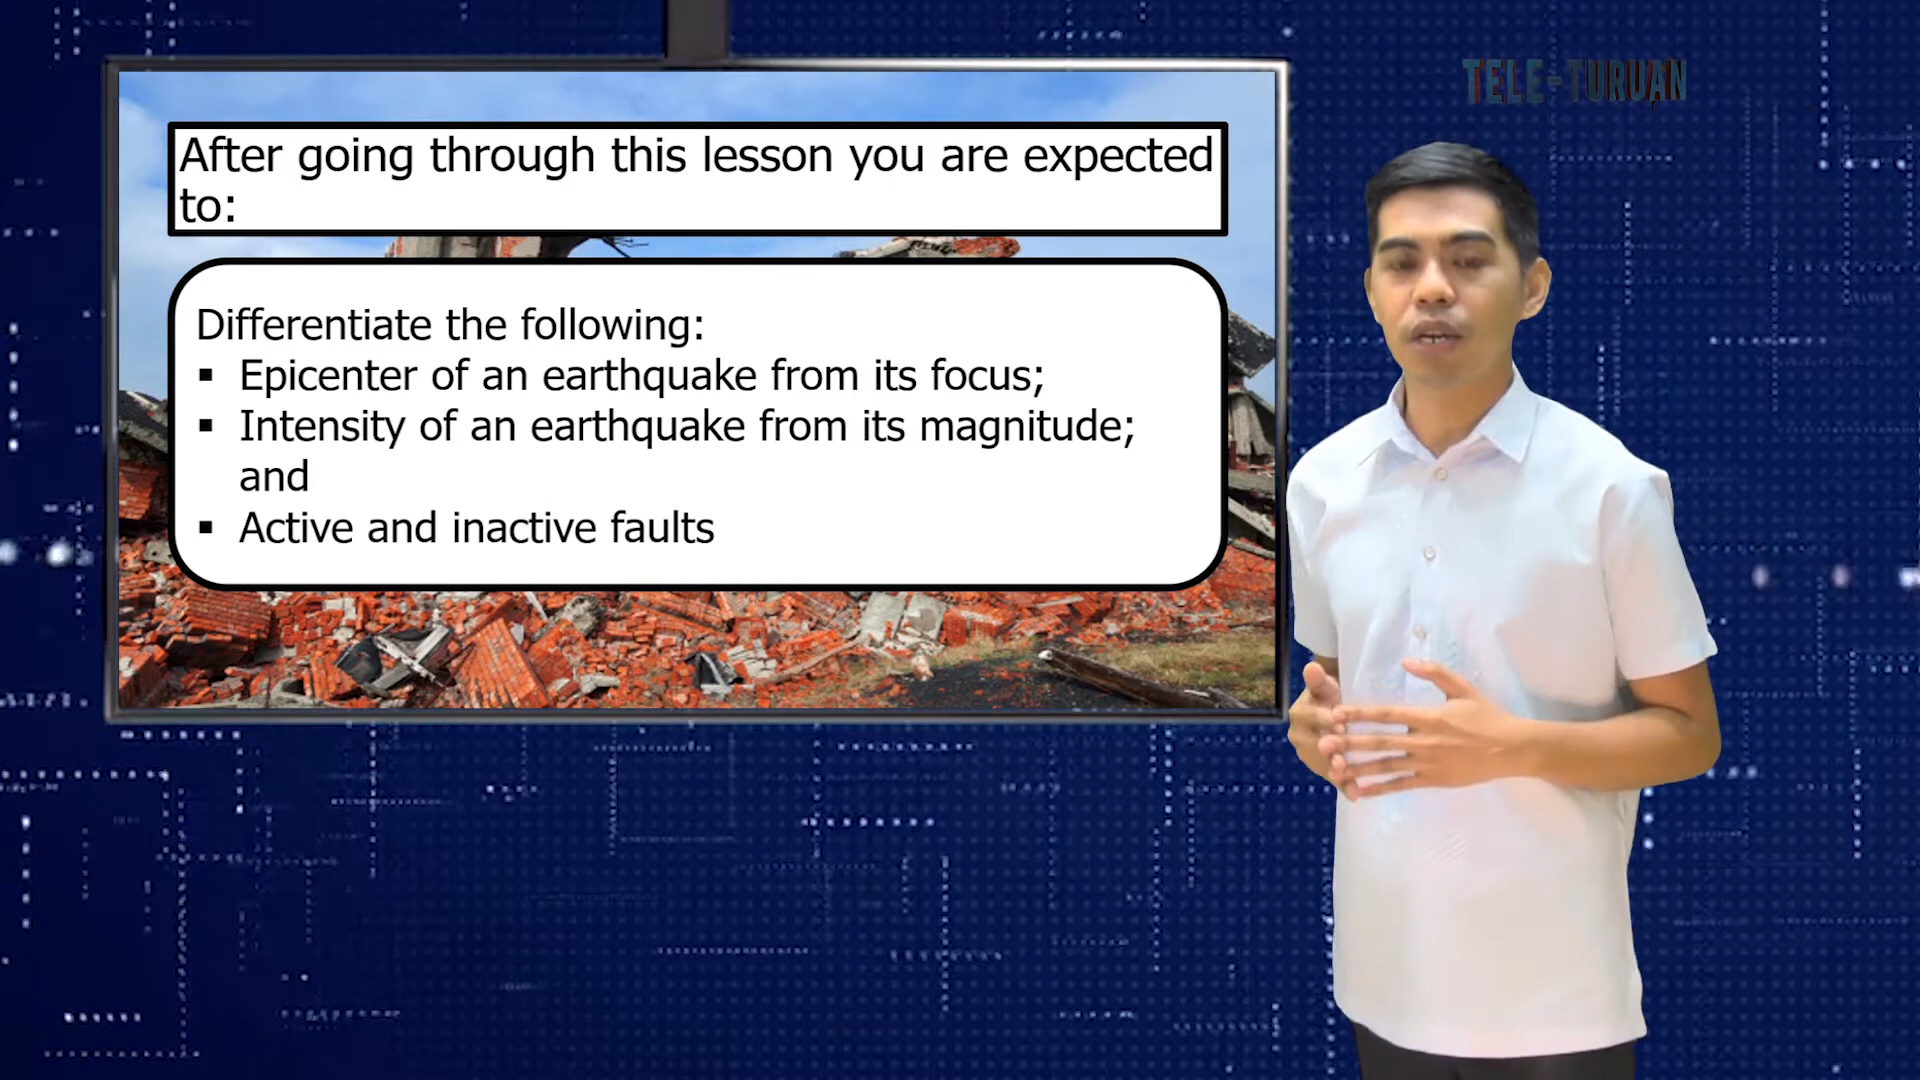 TELE-TURUAN
After going through this lesson you are expected
to:
Differentiate the following:
▪ Epicenter of an earthquake from its focus;
▪ Intensity of an earthquake from its magnitude;
and
▪ Active and inactive faults